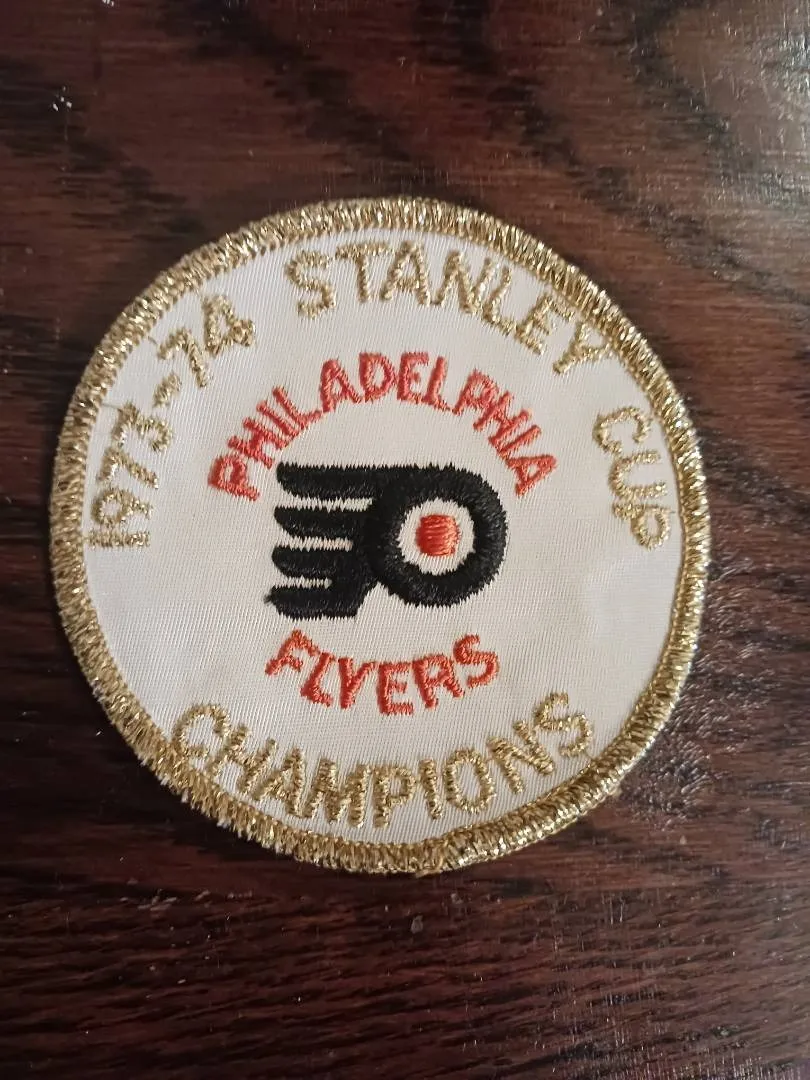 1973-74 STANLEY CUP
PHILADELPHIA
FLYERS
CHAMPIONS